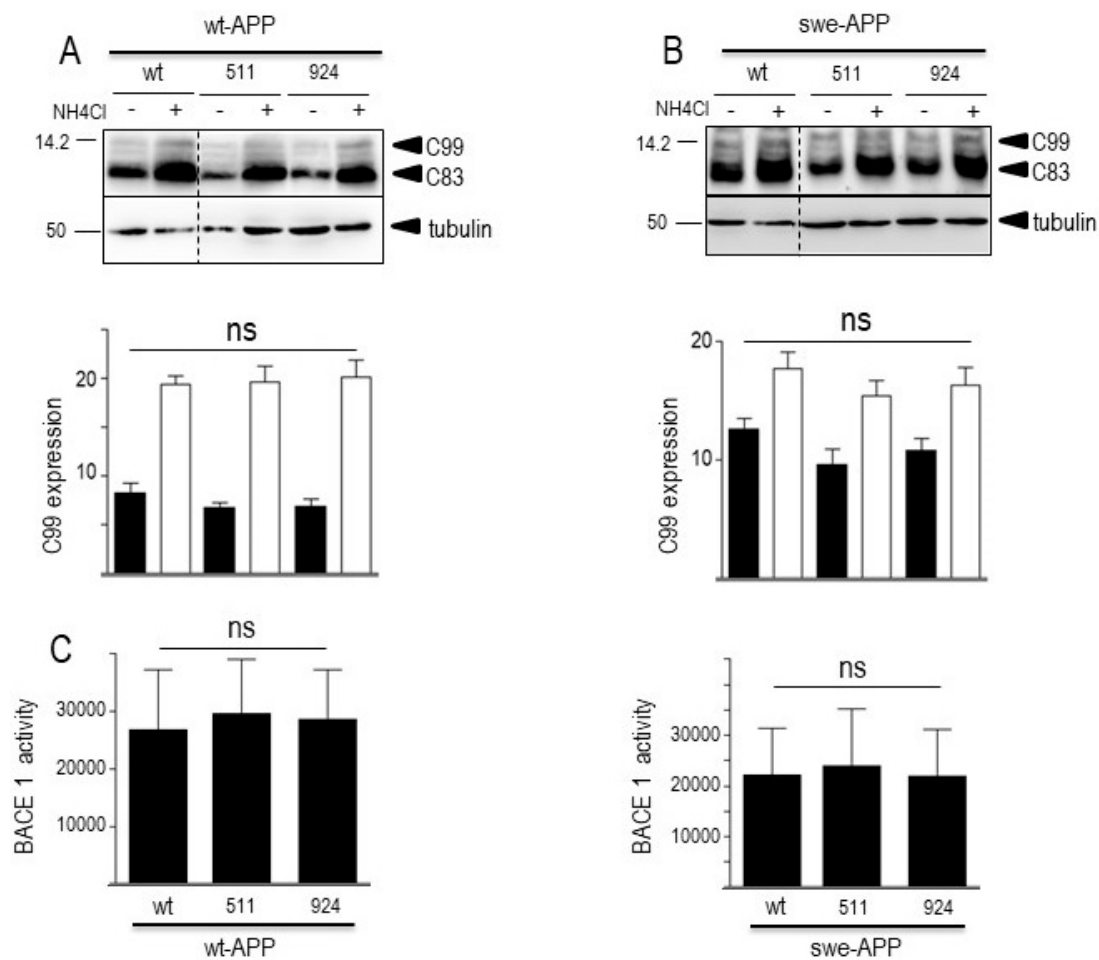 A
wt-APP
wt 511 924
NH4Cl - + - + - +
14.2
C99
C83
50
tubulin
ns
20
10
C99 expression
B
swe-APP
wt 511 924
NH4Cl - + - + - +
14.2
C99
C83
50
tubulin
ns
20
10
C99 expression
C
ns
30000
20000
10000
BACE 1 activity
wt 511 924
wt-APP
ns
30000
20000
10000
BACE 1 activity
wt 511 924
swe-APP